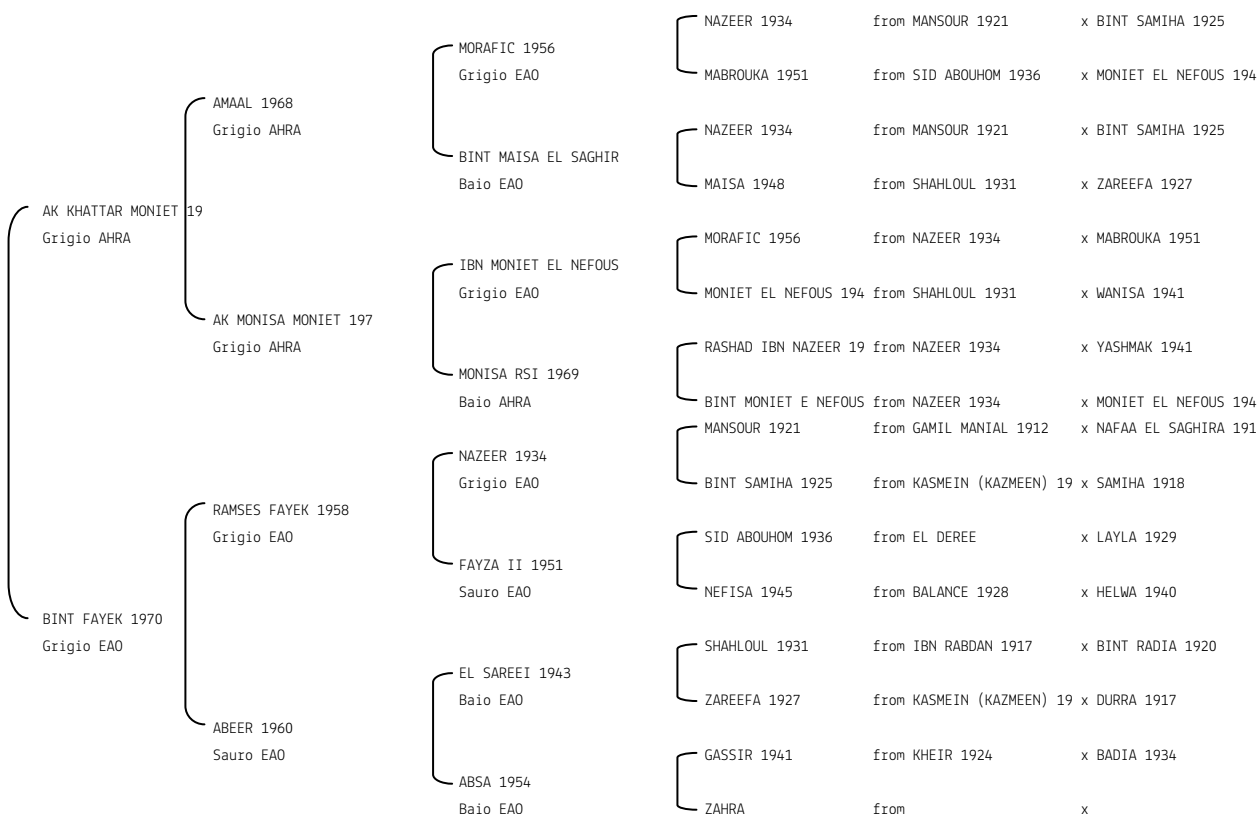 NAZEER 1934 from MANSOUR 1921 x BINT SAMIHA 1925
MORAFIC 1956
Grigio EAO MABROUKA 1951 from SID ABOUHOM 1936 x MONIET EL NEFOUS 194
AMAAL 1968
Grigio AHRA NAZEER 1934 from MANSOUR 1921 x BINT SAMIHA 1925
BINT MAISA EL SAGHIR
Baio EAO MAISA 1948 from SHAHLOUL 1931 x ZAREEFA 1927
AK KHATTAR MONIET 19
Grigio AHRA MORAFIC 1956 from NAZEER 1934 x MABROUKA 1951
IBN MONIET EL NEFOUS
Grigio EAO MONIET EL NEFOUS 194 from SHAHLOUL 1931 x WANISA 1941
AK MONISA MONIET 197
Grigio AHRA RASHAD IBN NAZEER 19 from NAZEER 1934 x YASHMAK 1941
MONISA RSI 1969
Baio AHRA BINT MONIET E NEFOUS from NAZEER 1934 x MONIET EL NEFOUS 194
MANSOUR 1921 from GAMIL MANIAL 1912 x NAFAA EL SAGHIRA 191
NAZEER 1934
Grigio EAO BINT SAMIHA 1925 from KASMEIN (KAZMEEN) 19 x SAMIHA 1918
RAMSES FAYEK 1958
Grigio EAO SID ABOUHOM 1936 from EL DEREE x LAYLA 1929
FAYZA II 1951
Sauro EAO NEFISA 1945 from BALANCE 1928 x HELWA 1940
BINT FAYEK 1970
Grigio EAO SHAHLOUL 1931 from IBN RABDAN 1917 x BINT RADIA 1920
EL SAREEI 1943
Baio EAO ZAREEFA 1927 from KASMEIN (KAZMEEN) 19 x DURRA 1917
ABEER 1960
Sauro EAO GASSIR 1941 from KHEIR 1924 x BADIA 1934
ABSA 1954
Baio EAO ZAHRA from x